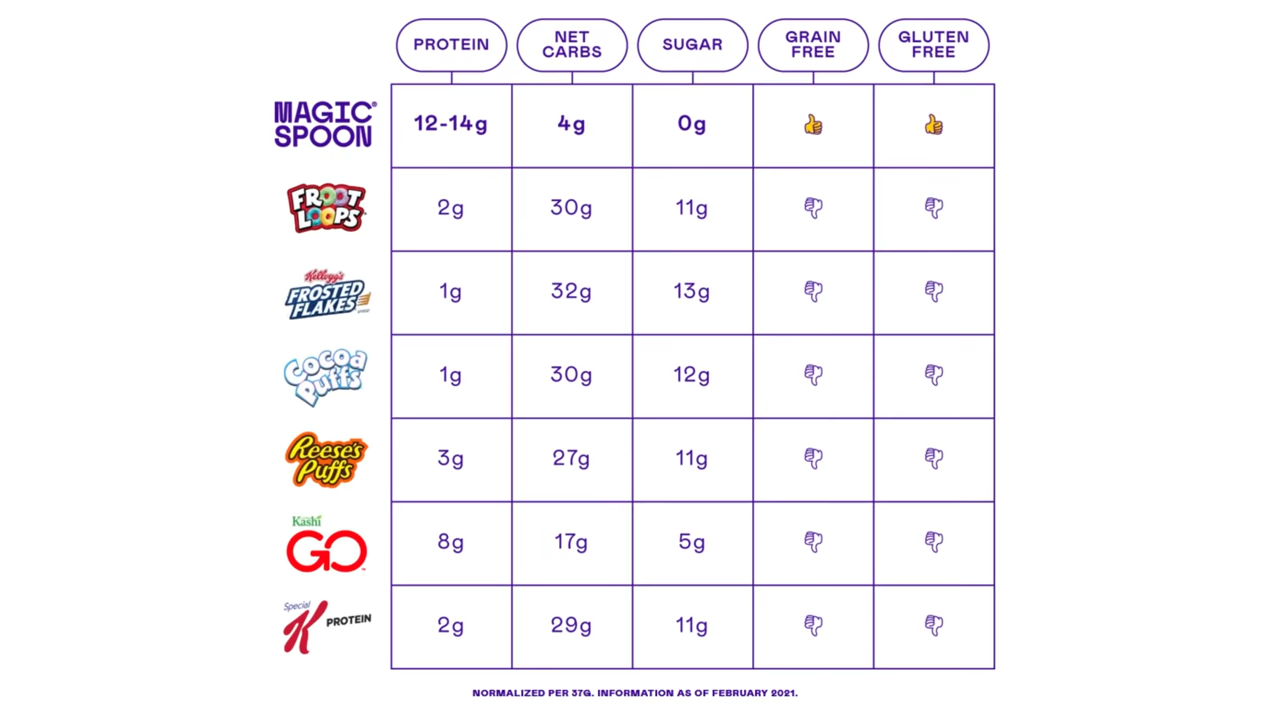 PROTEIN
NET
CARBS
SUGAR
GRAIN
FREE
GLUTEN
FREE
MAGIC®
SPOON
12-14g
4g
0g
FROOT
LOOPS
2g
30g
11g
Kellogg's
FROSTED
FLAKES
1g
32g
13g
Cocoa
Puffs
1g
30g
12g
Reese's
Puffs
3g
27g
11g
Kashi
GO
8g
17g
5g
Special
K PROTEIN
2g
29g
11g
NORMALIZED PER 37G. INFORMATION AS OF FEBRUARY 2021.